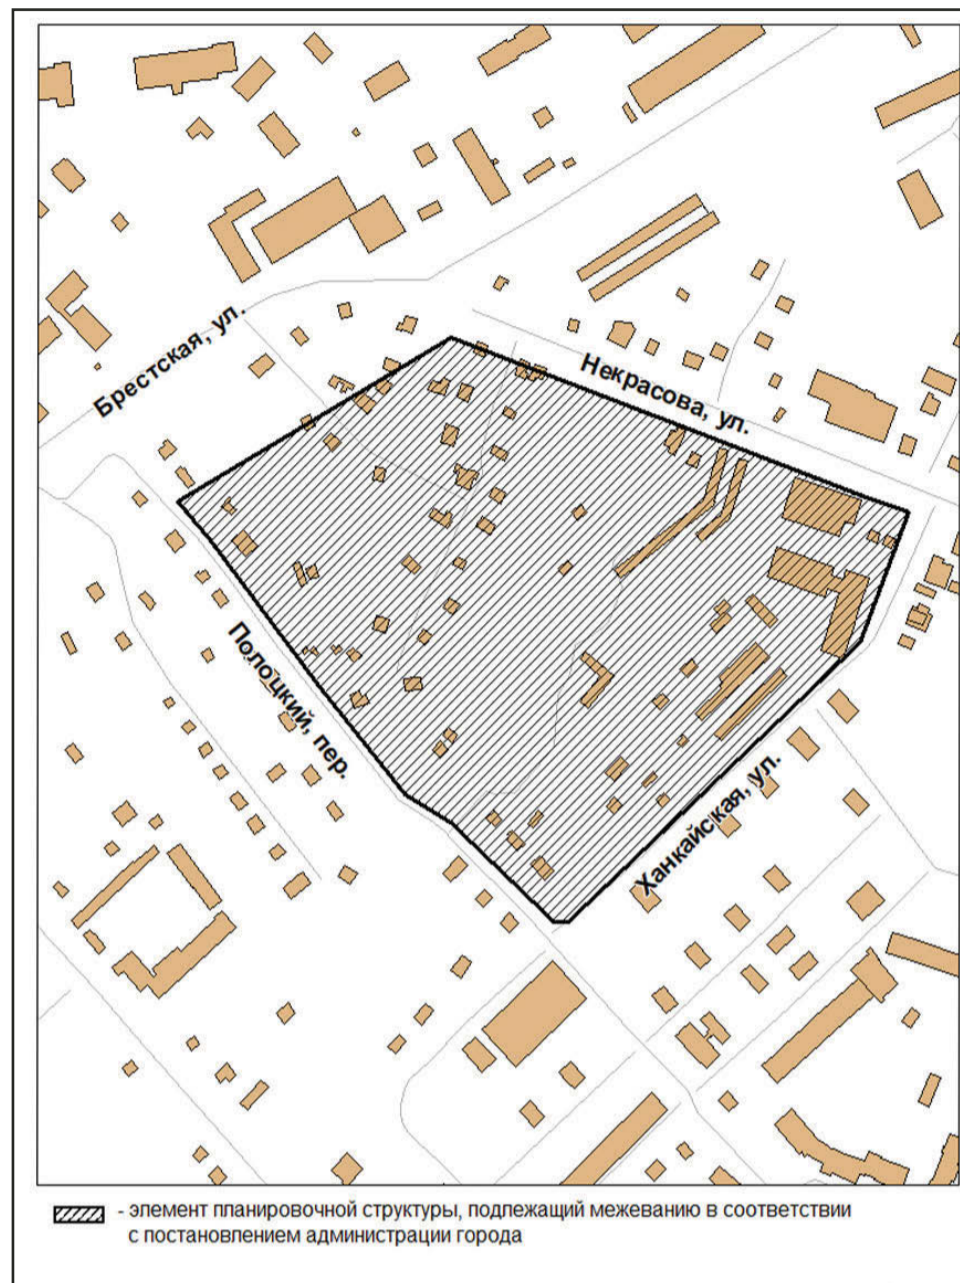 Брестская, ул.
Некрасова, ул.
Полоцкий, пер.
Ханкайская, ул.
- элемент планировочной структуры, подлежащий межеванию в соответствии
с постановлением администрации города